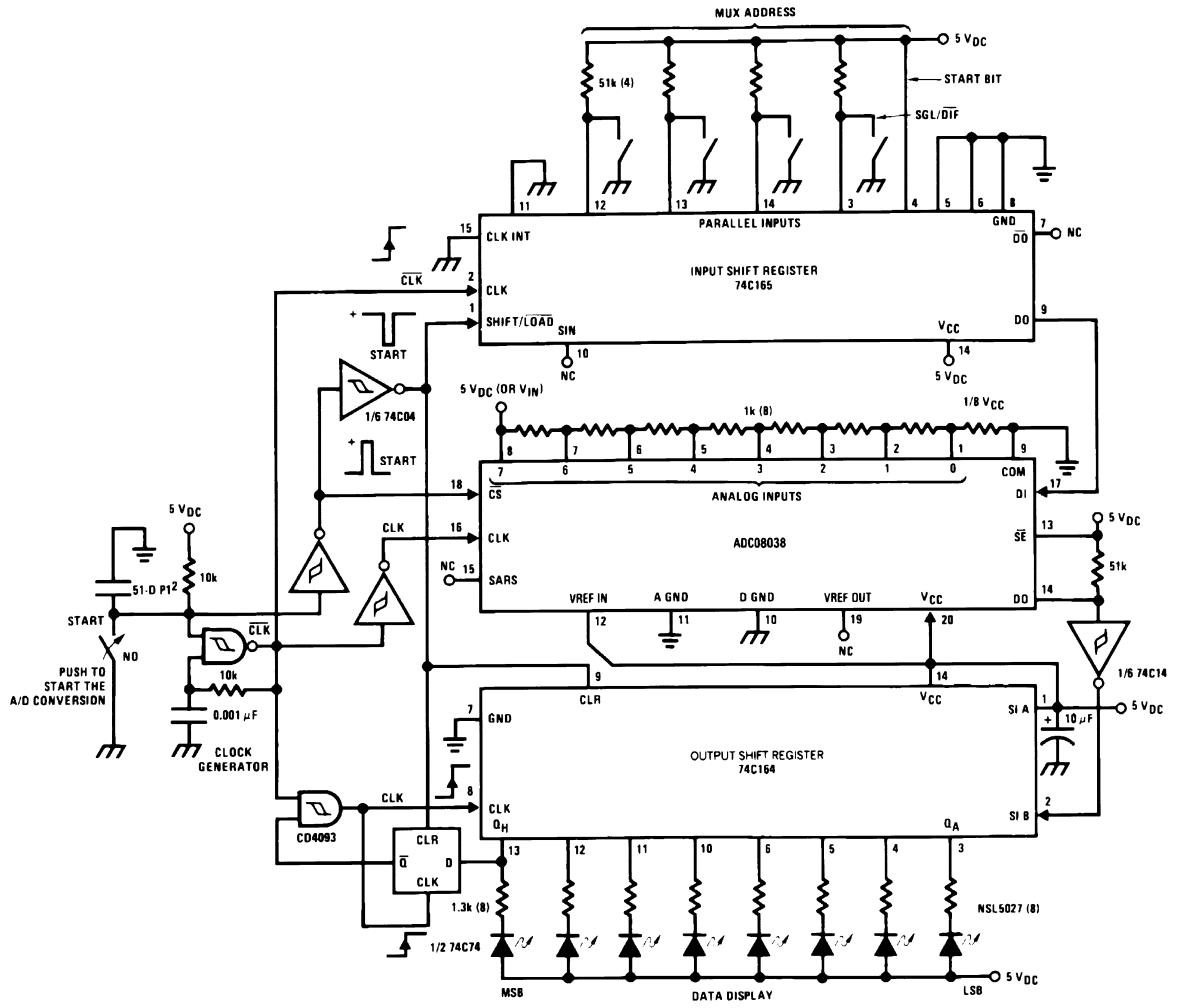 MUX ADDRESS
5 VDC
51k (4)
START BIT
SGL/DIF
11
12
13
14
3
4
5
6
8
GND
PARALLEL INPUTS
15
CLK INT
7
DO
NC
INPUT SHIFT REGISTER
74C165
CLK
2
CLK
1
SHIFT/LOAD
9
DO
+
START
SIN
10
NC
VCC
14
5 VDC
1/6 74C04
5 VDC (OR VIN)
1k (8)
1/8 VCC
+
START
8
7
6
5
4
3
2
1
9
7
6
5
4
3
2
1
0
COM
ANALOG INPUTS
18
CS
17
DI
CLK
16
CLK
ADC08038
13
SE
5 VDC
51k
NC
15
SARS
14
DO
VREF IN
A GND
D GND
VREF OUT
VCC
12
11
10
19
20
NC
5 VDC
10k
51-D P1²
START
NO
PUSH TO
START THE
A/D CONVERSION
CLK
10k
0.001 µF
CLOCK
GENERATOR
1/6 74C14
9
CLR
14
VCC
1
SI A
5 VDC
+
10 µF
7
GND
OUTPUT SHIFT REGISTER
74C164
CLK
8
CLK
2
SI B
CD4093
QH
QA
CLR
Q
D
CLK
13
12
11
10
6
5
4
3
1.3k (8)
NSL5027 (8)
1/2 74C74
MSB
DATA DISPLAY
LSB
5 VDC